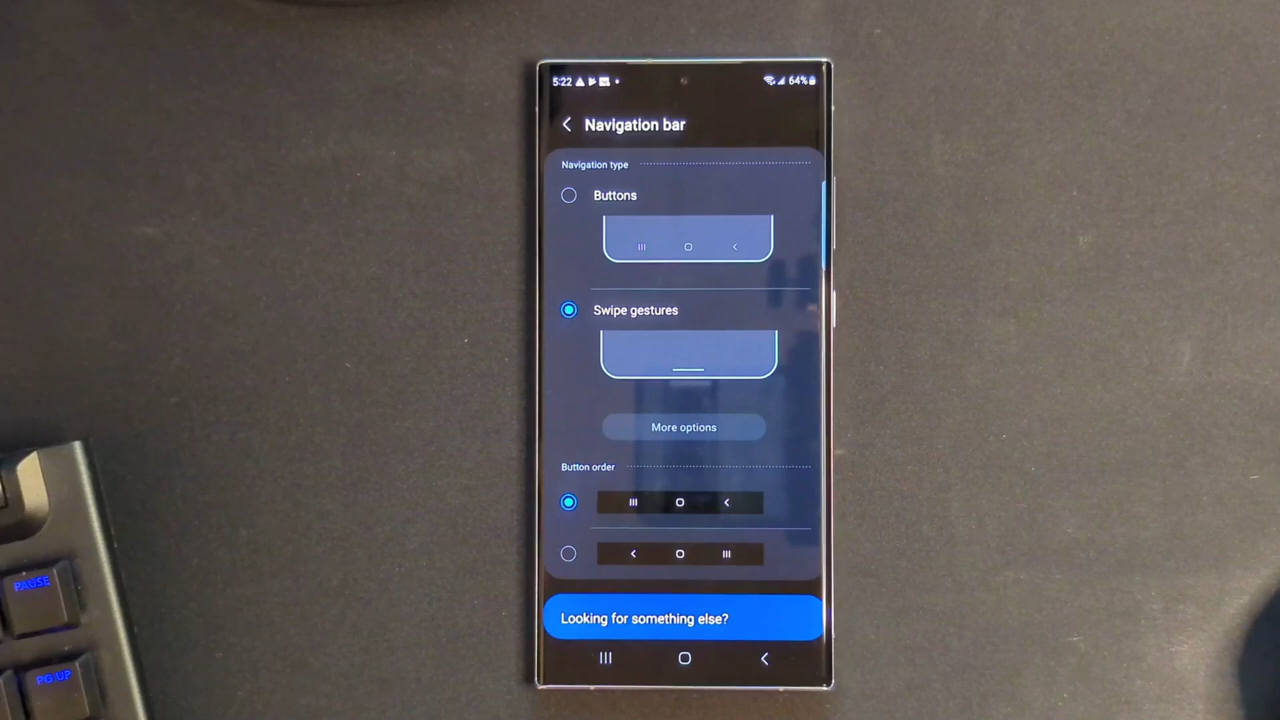 5:22
64%
Navigation bar
Navigation type
Buttons
Swipe gestures
More options
Button order
Looking for something else?
PAUSE
PG UP